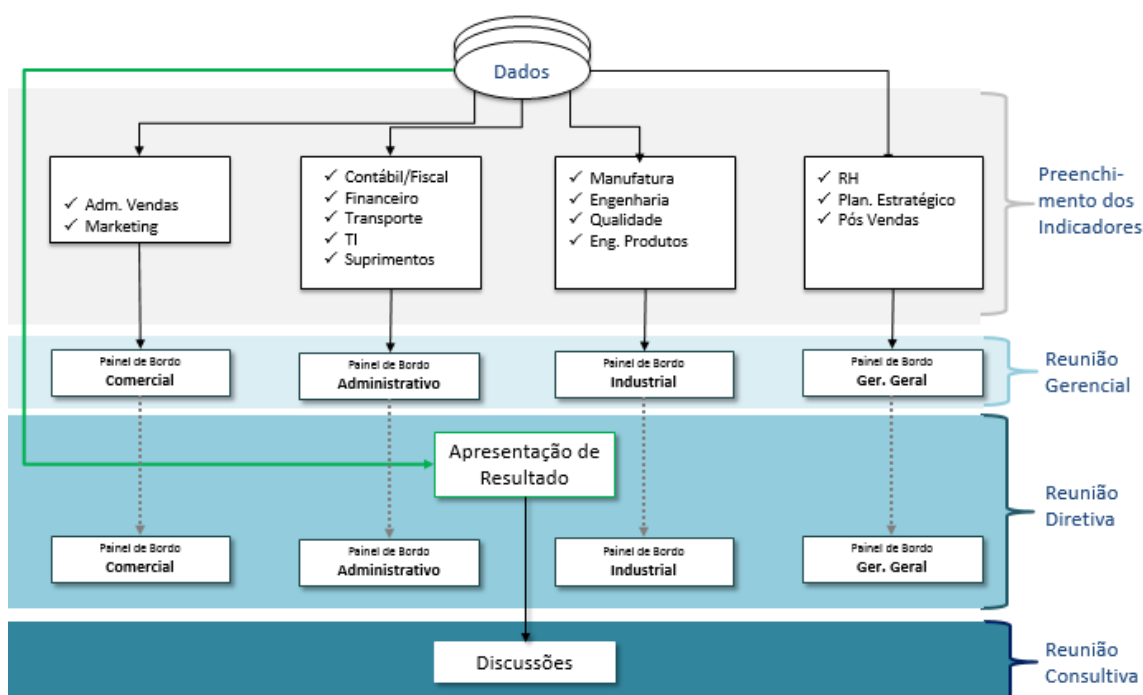 Dados
Adm. Vendas
Marketing
Contábil/Fiscal
Financeiro
Transporte
TI
Suprimentos
Manufatura
Engenharia
Qualidade
Eng. Produtos
RH
Plan. Estratégico
Pós Vendas
Preenchi-
mento dos
Indicadores
Painel de Bordo
Comercial
Painel de Bordo
Administrativo
Painel de Bordo
Industrial
Painel de Bordo
Ger. Geral
Reunião
Gerencial
Apresentação de
Resultado
Reunião
Diretiva
Painel de Bordo
Comercial
Painel de Bordo
Administrativo
Painel de Bordo
Industrial
Painel de Bordo
Ger. Geral
Discussões
Reunião
Consultiva